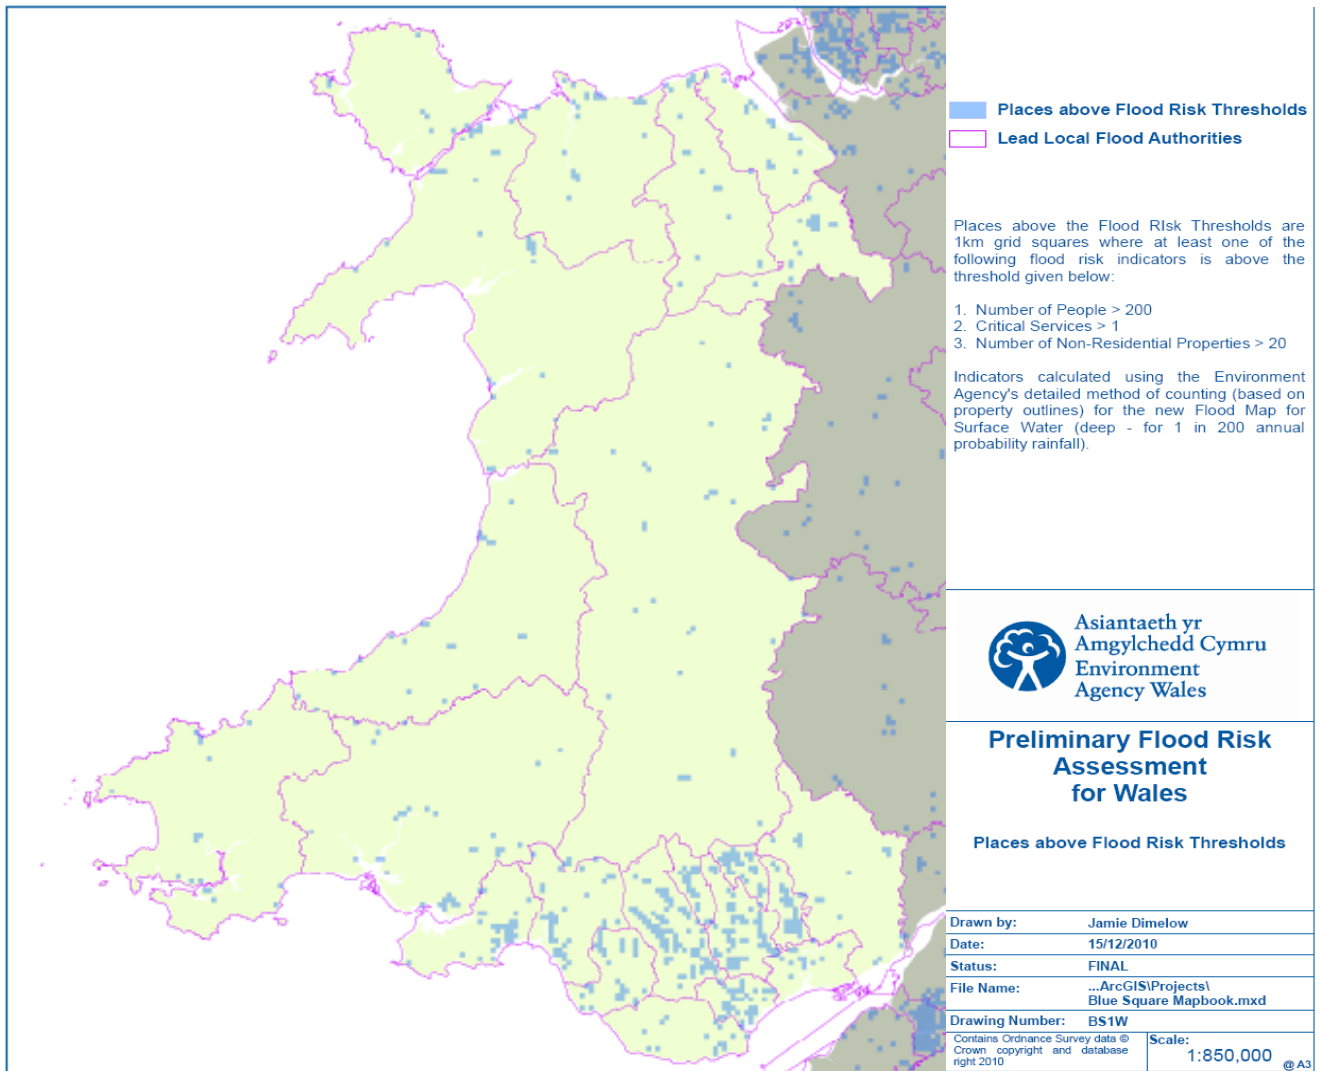 Places above Flood Risk Thresholds
Lead Local Flood Authorities
Places above the Flood RIsk Thresholds are
1km grid squares where at least one of the
following flood risk indicators is above the
threshold given below:
1. Number of People > 200
2. Critical Services > 1
3. Number of Non-Residential Properties > 20
Indicators calculated using the Environment
Agency's detailed method of counting (based on
property outlines) for the new Flood Map for
Surface Water (deep - for 1 in 200 annual
probability rainfall).
Asiantaeth yr
Amgylchedd Cymru
Environment
Agency Wales
Preliminary Flood Risk
Assessment
for Wales
Places above Flood Risk Thresholds
Drawn by: Jamie Dimelow
Date: 15/12/2010
Status: FINAL
File Name: ...ArcGIS\Projects\
Blue Square Mapbook.mxd
Drawing Number: BS1W
Contains Ordnance Survey data ©
Crown copyright and database
right 2010
Scale:
1:850,000 @ A3